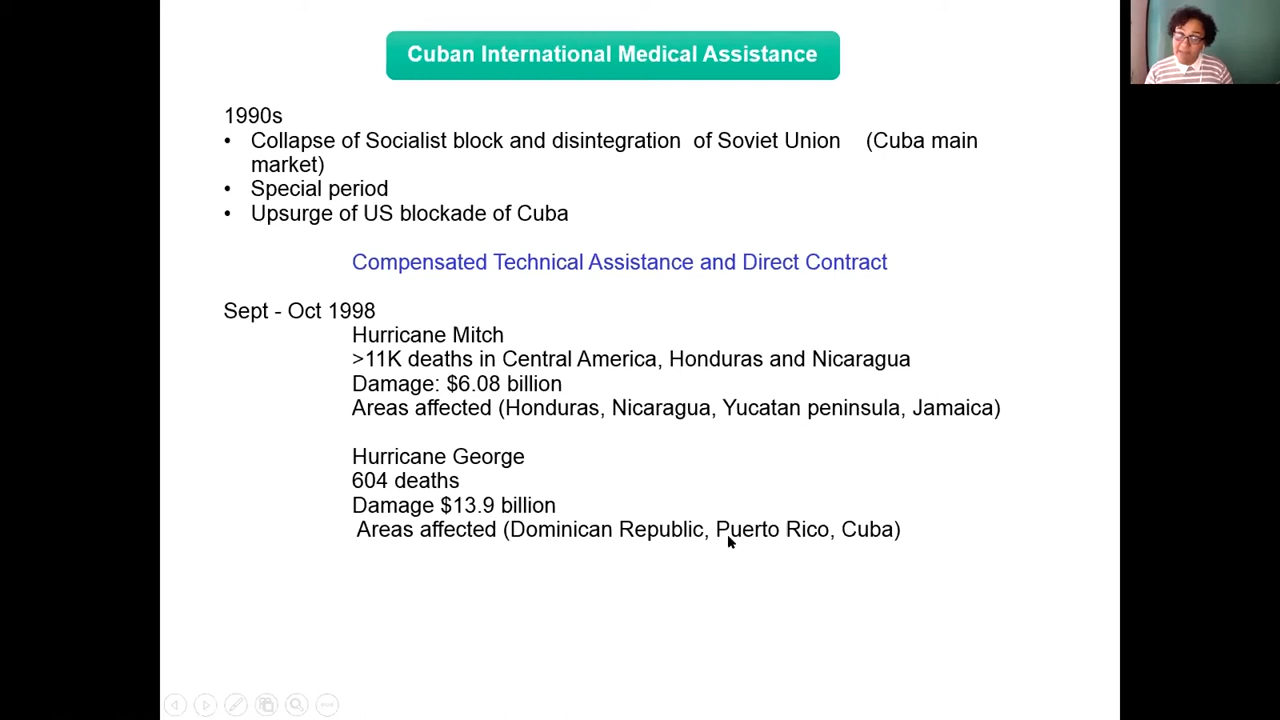 Cuban International Medical Assistance
1990s
• Collapse of Socialist block and disintegration of Soviet Union (Cuba main
market)
• Special period
• Upsurge of US blockade of Cuba
Compensated Technical Assistance and Direct Contract
Sept - Oct 1998
Hurricane Mitch
>11K deaths in Central America, Honduras and Nicaragua
Damage: $6.08 billion
Areas affected (Honduras, Nicaragua, Yucatan peninsula, Jamaica)
Hurricane George
604 deaths
Damage $13.9 billion
Areas affected (Dominican Republic, Puerto Rico, Cuba)